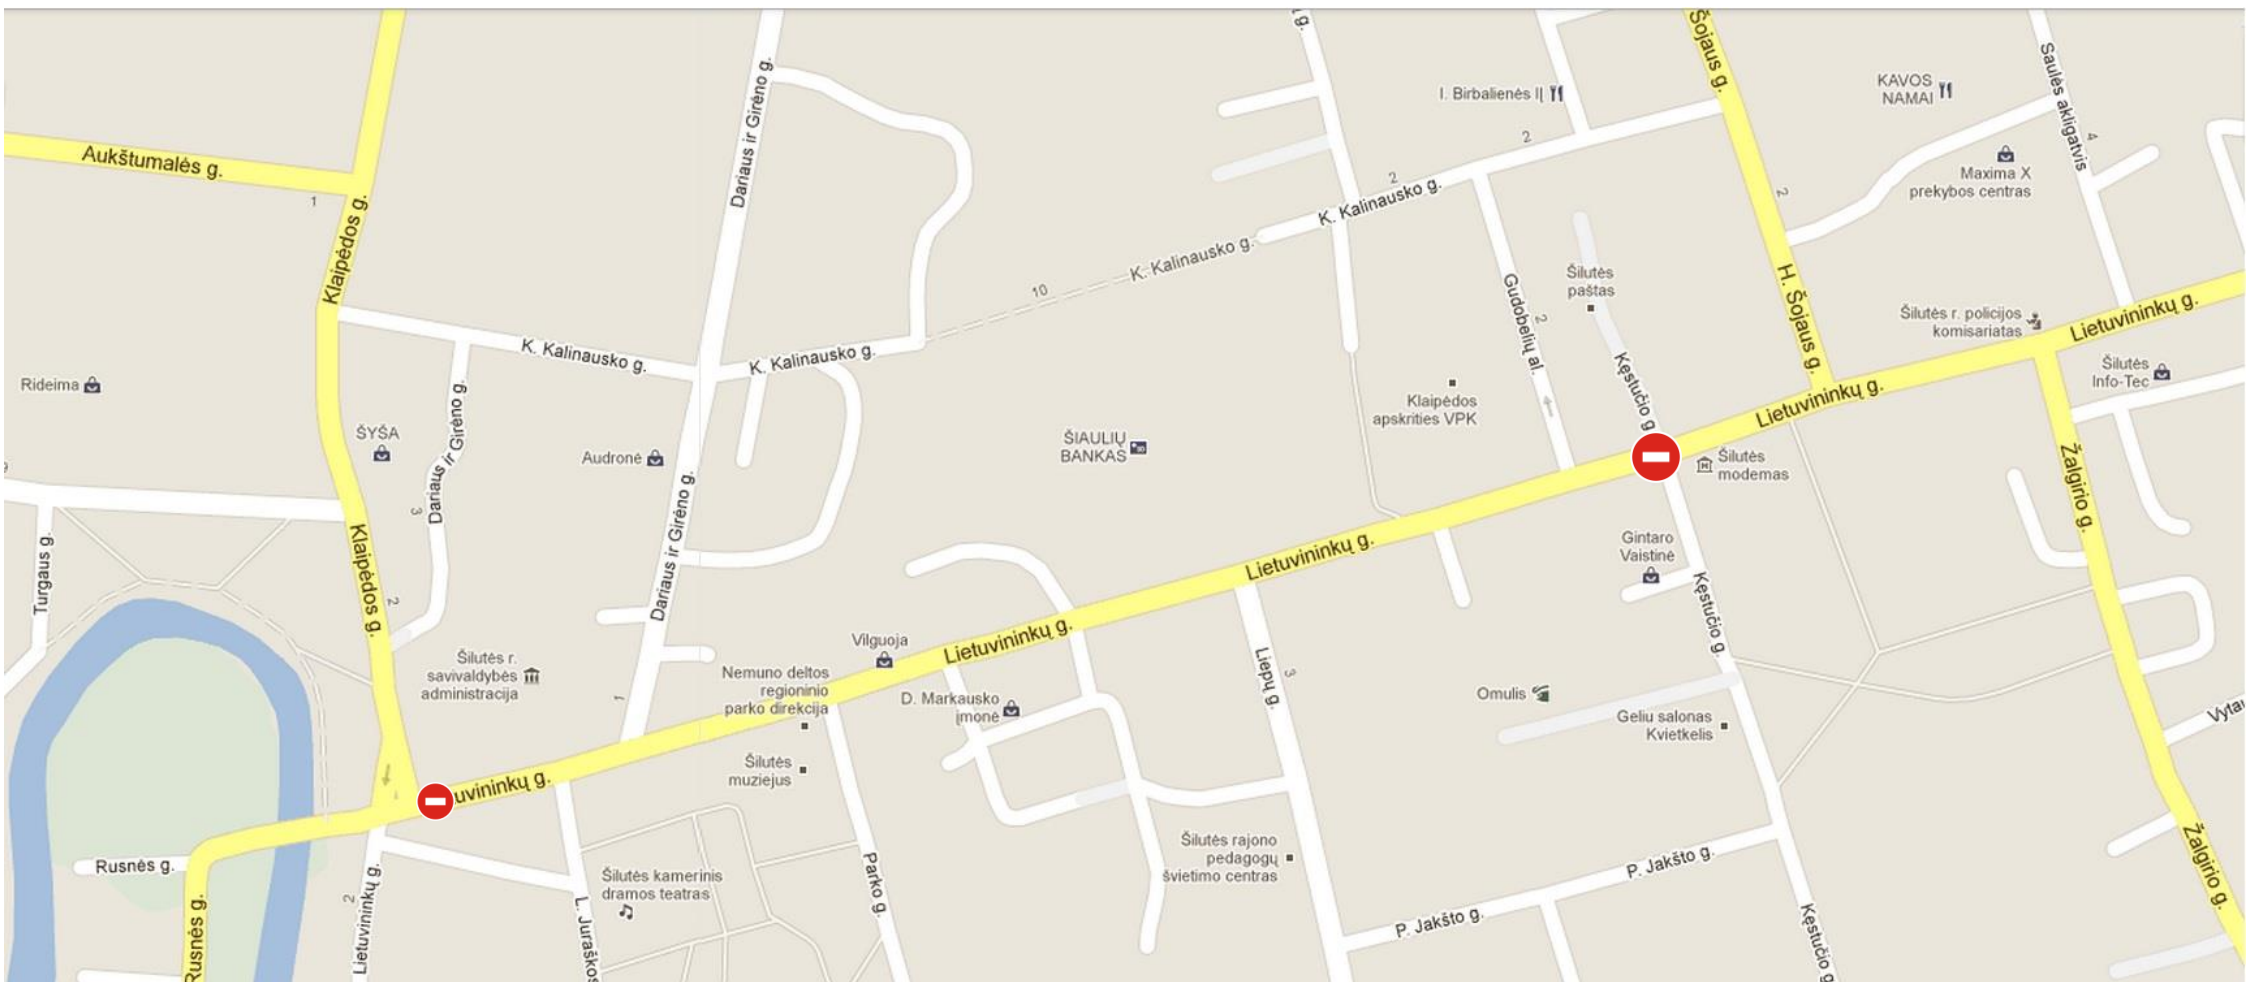 Šojaus g.
Saulės akligatvis
KAVOS
NAMAI
I. Birbalienės IĮ
Dariaus ir Girėno g.
Aukštumalės g.
1
Klaipėdos g.
2
2
2
4
Maxima X
prekybos centras
K. Kalinausko g.
K. Kalinausko g.
10
Šilutės
paštas
Gudobelių al.
2
H. Šojaus g.
Šilutės r. policijos
komisariatas
Lietuvininkų g.
K. Kalinausko g.
K. Kalinausko g.
Rideima
Dariaus ir Girėno g.
3
ŠYŠA
Audronė
ŠIAULIŲ
BANKAS
Klaipėdos
apskrities VPK
Kęstučio g.
Lietuvininkų g.
Šilutės
Info-Tec
Šilutės
modemas
Žalgirio g.
Turgaus g.
Klaipėdos g.
2
Dariaus ir Girėno g.
1
Lietuvininkų g.
Gintaro
Vaistinė
Kęstučio g.
Šilutės r.
savivaldybės
administracija
Vilguoja
Lietuvininkų g.
Nemuno deltos
regioninio
parko direkcija
D. Markausko
įmonė
Liepų g.
3
Omulis
Geliu salonas
Kvietkelis
Šilutės
muziejus
uvininkų g.
Rusnės g.
Rusnės g.
Lietuvininkų g.
2
L. Juraškos
Šilutės kamerinis
dramos teatras
Parko g.
Šilutės rajono
pedagogų
švietimo centras
P. Jakšto g.
P. Jakšto g.
Kęstučio g
Žalgirio g.